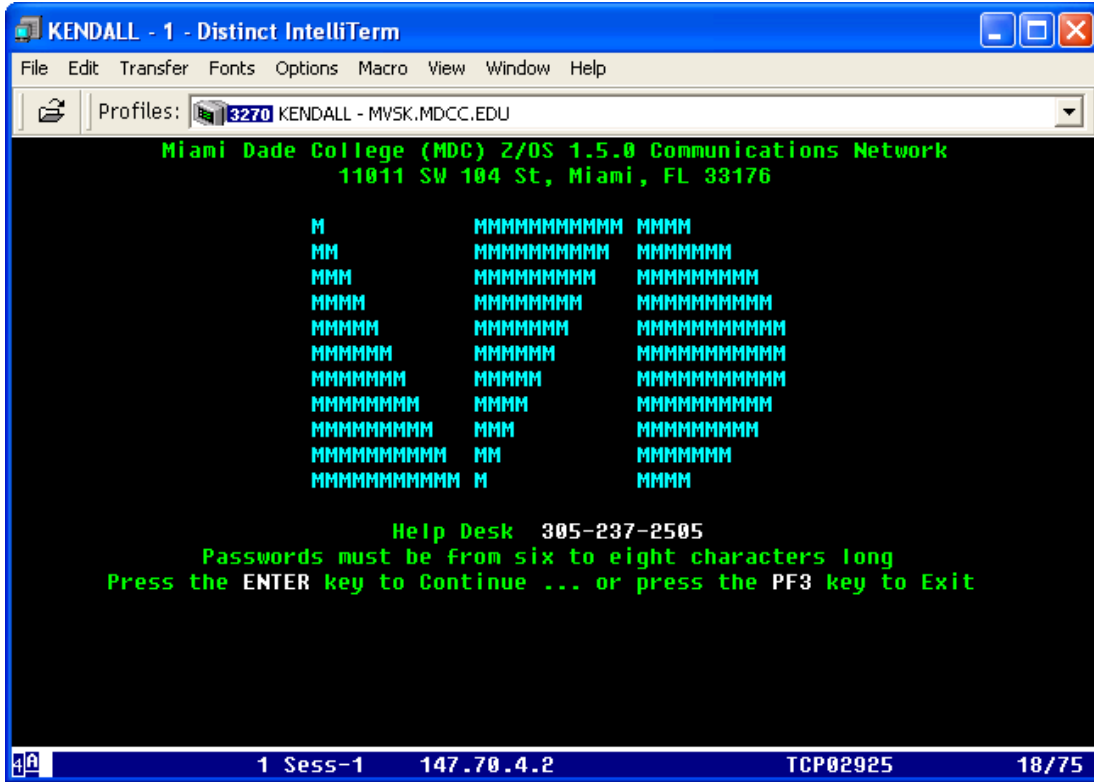 KENDALL - 1 - Distinct IntelliTerm
File Edit Transfer Fonts Options Macro View Window Help
Profiles: 3270 KENDALL - MVSK.MDCC.EDU
Miami Dade College (MDC) Z/OS 1.5.0 Communications Network
11011 SW 104 St, Miami, FL 33176
M MMMMMMMMMMM MMMM
MM MMMMMMMMMM MMMMMMM
MMM MMMMMMMMM MMMMMMMMM
MMMM MMMMMMMM MMMMMMMMMM
MMMMM MMMMMMM MMMMMMMMMMM
MMMMMM MMMMMM MMMMMMMMMMM
MMMMMMM MMMMM MMMMMMMMMMM
MMMMMMMM MMMM MMMMMMMMMM
MMMMMMMMM MMM MMMMMMMMM
MMMMMMMMMM MM MMMMMMM
MMMMMMMMMMM M MMMM
Help Desk 305-237-2505
Passwords must be from six to eight characters long
Press the ENTER key to Continue ... or press the PF3 key to Exit
4A 1 Sess-1 147.70.4.2 TCP02925 18/75